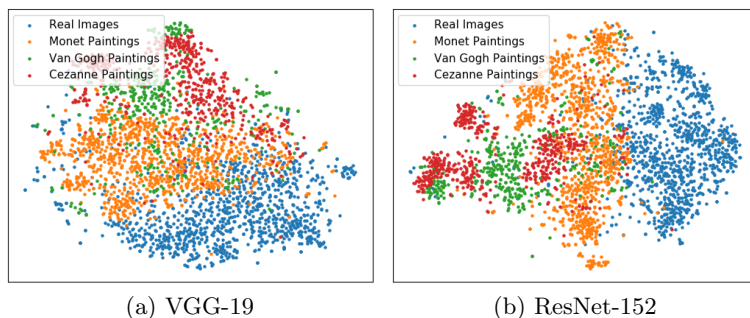 Real Images
Monet Paintings
Van Gogh Paintings
Cezanne Paintings
Real Images
Monet Paintings
Van Gogh Paintings
Cezanne Paintings
(a) VGG-19
(b) ResNet-152